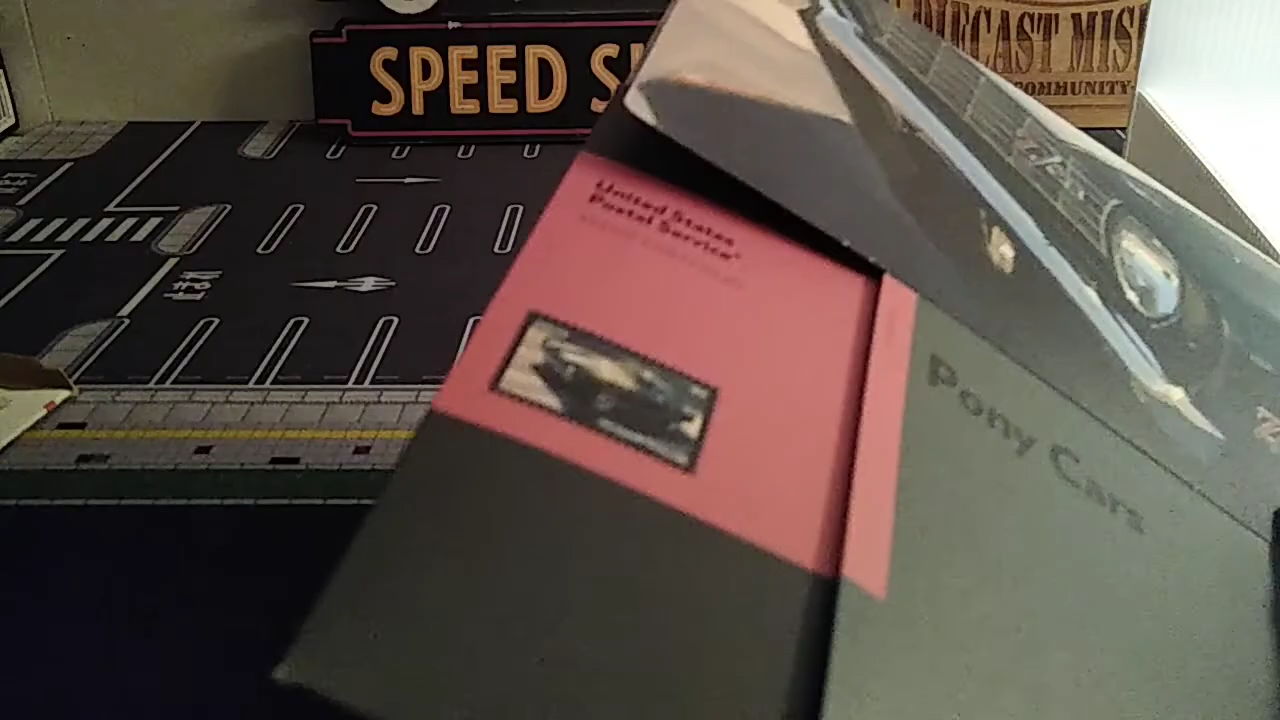 SPEED S
DIECAST MIS
COMMUNITY
United States
Postal Service®
Pony Cars